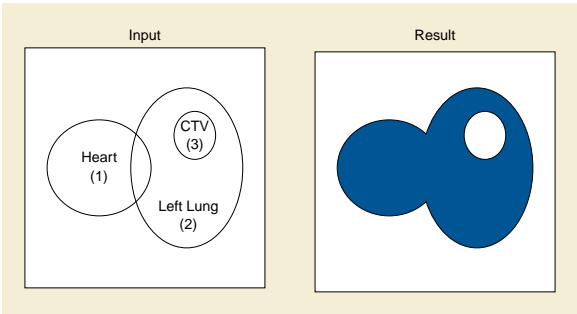 Input
Result
CTV
(3)
Heart
(1)
Left Lung
(2)